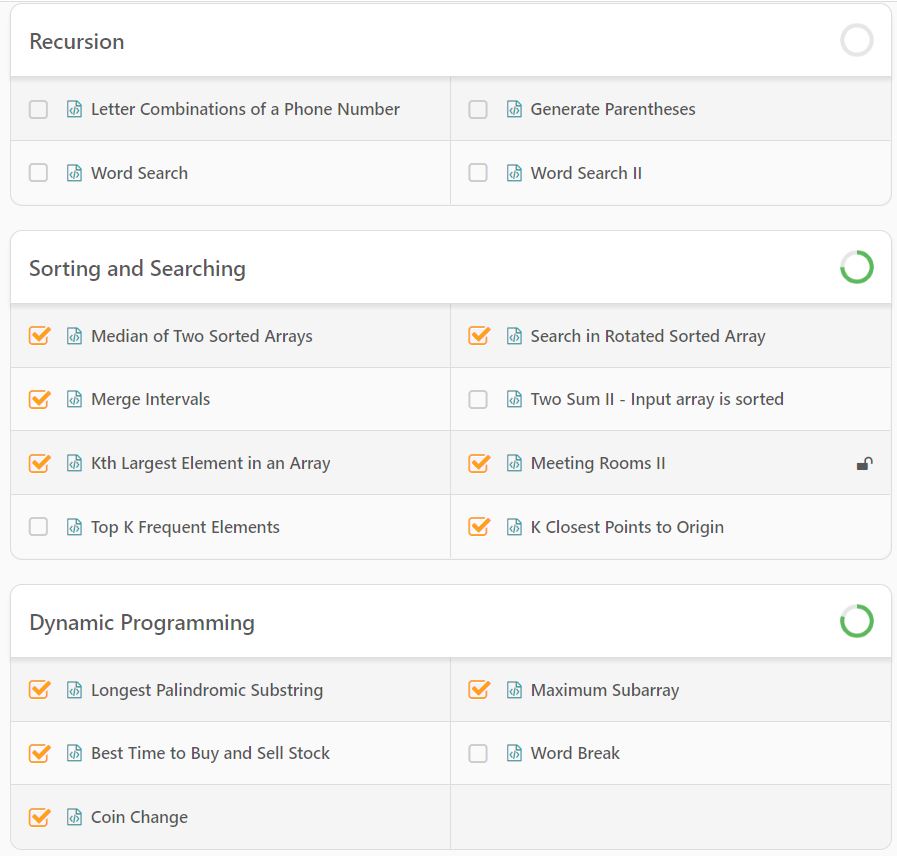 Recursion
Letter Combinations of a Phone Number
Generate Parentheses
Word Search
Word Search II
Sorting and Searching
Median of Two Sorted Arrays
Search in Rotated Sorted Array
Merge Intervals
Two Sum II - Input array is sorted
Kth Largest Element in an Array
Meeting Rooms II
Top K Frequent Elements
K Closest Points to Origin
Dynamic Programming
Longest Palindromic Substring
Maximum Subarray
Best Time to Buy and Sell Stock
Word Break
Coin Change